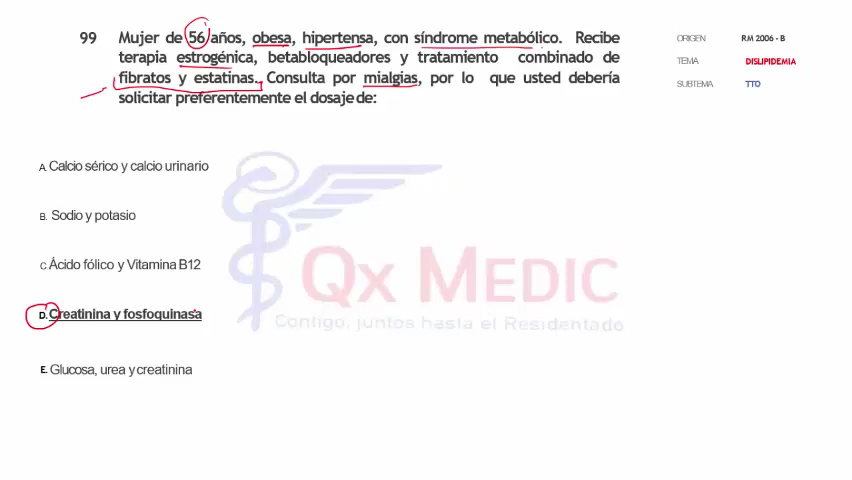 99 Mujer de 56 años, obesa, hipertensa, con síndrome metabólico. Recibe
terapia estrogénica, betabloqueadores y tratamiento combinado de
fibratos y estatinas. Consulta por mialgias, por lo que usted debería
solicitar preferentemente el dosaje de:
ORIGEN RM 2006 - B
TEMA DISLIPIDEMIA
SUBTEMA TTO
A. Calcio sérico y calcio urinario
B. Sodio y potasio
C. Ácido fólico y Vitamina B12
D. Creatinina y fosfoquinasa
E. Glucosa, urea y creatinina
Qx MEDIC
Contigo, juntos hasta el Residentado